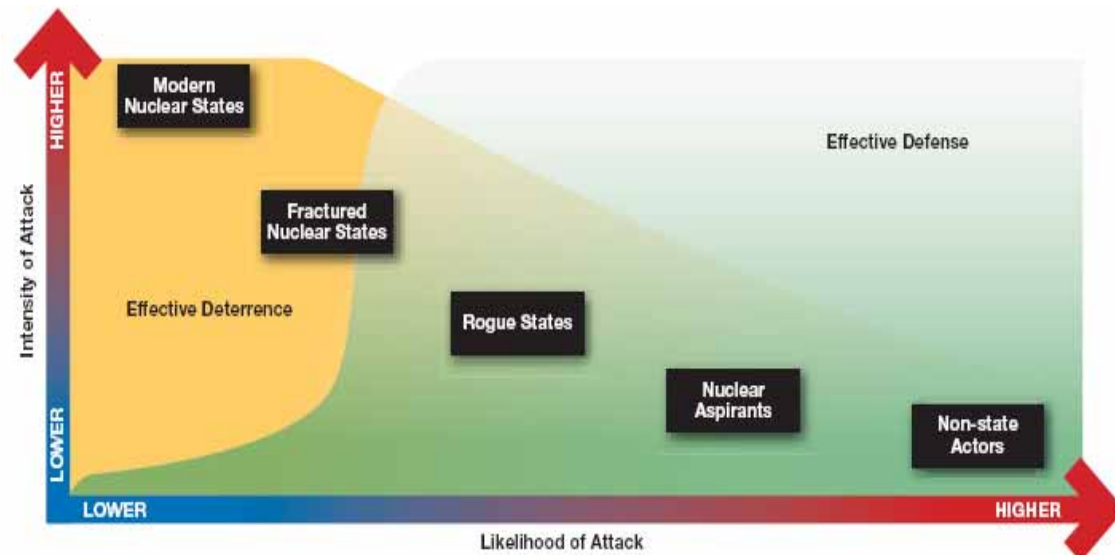 HIGHER
Intensity of Attack
LOWER
Modern
Nuclear States
Effective Defense
Fractured
Nuclear States
Effective Deterrence
Rogue States
Nuclear
Aspirants
Non-state
Actors
LOWER
HIGHER
Likelihood of Attack